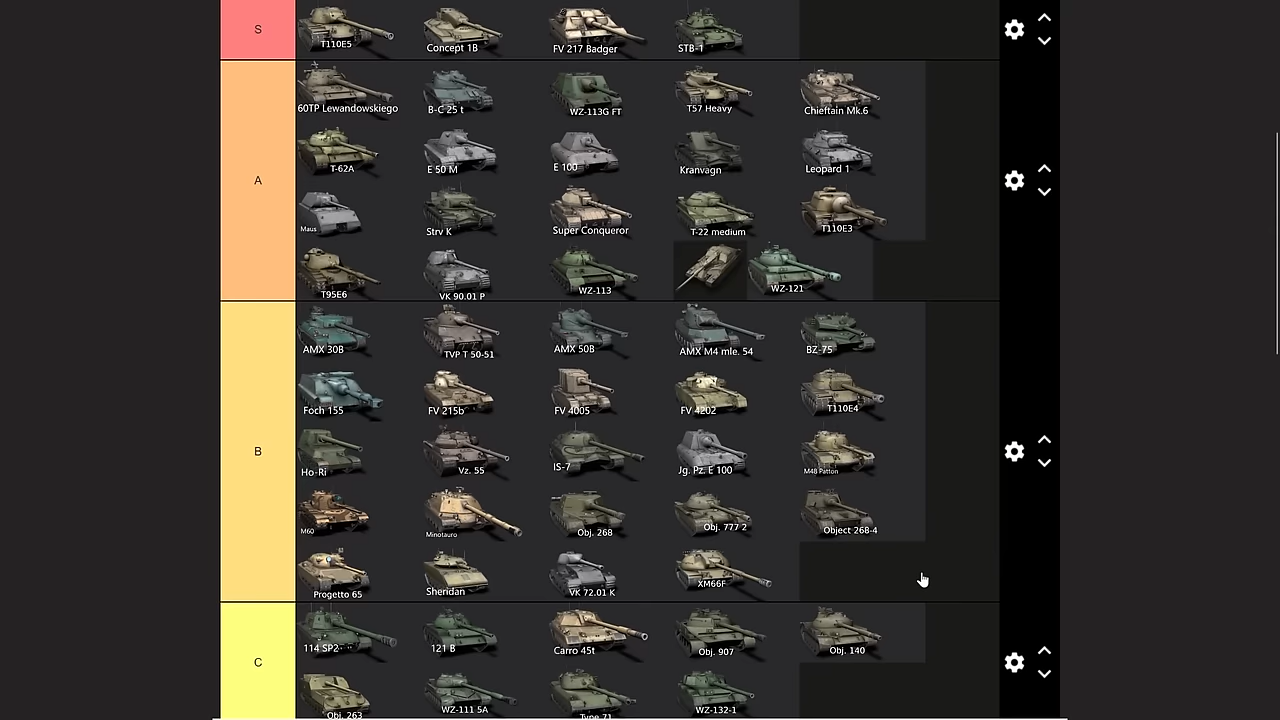 S
T110E5
Concept 1B
FV 217 Badger
STB-1
A
60TP Lewandowskiego
B-C 25 t
WZ-113G FT
T57 Heavy
Chieftain Mk.6
T-62A
E 50 M
E 100
Kranvagn
Leopard 1
Maus
Strv K
Super Conqueror
T-22 medium
T110E3
T95E6
VK 90.01 P
WZ-113
WZ-121
B
AMX 30B
TVP T 50-51
AMX 50B
AMX M4 mle. 54
BZ-75
Foch 155
FV 215b
FV 4005
FV 4202
T110E4
Ho-Ri
Vz. 55
IS-7
Jg. Pz. E 100
M48 Patton
M60
Minotauro
Obj. 268
Obj. 777 2
Object 268-4
Progetto 65
Sheridan
VK 72.01 K
XM66F
C
114 SP2
121 B
Carro 45t
Obj. 907
Obj. 140
Obj. 263
WZ-111 5A
Type 71
WZ-132-1